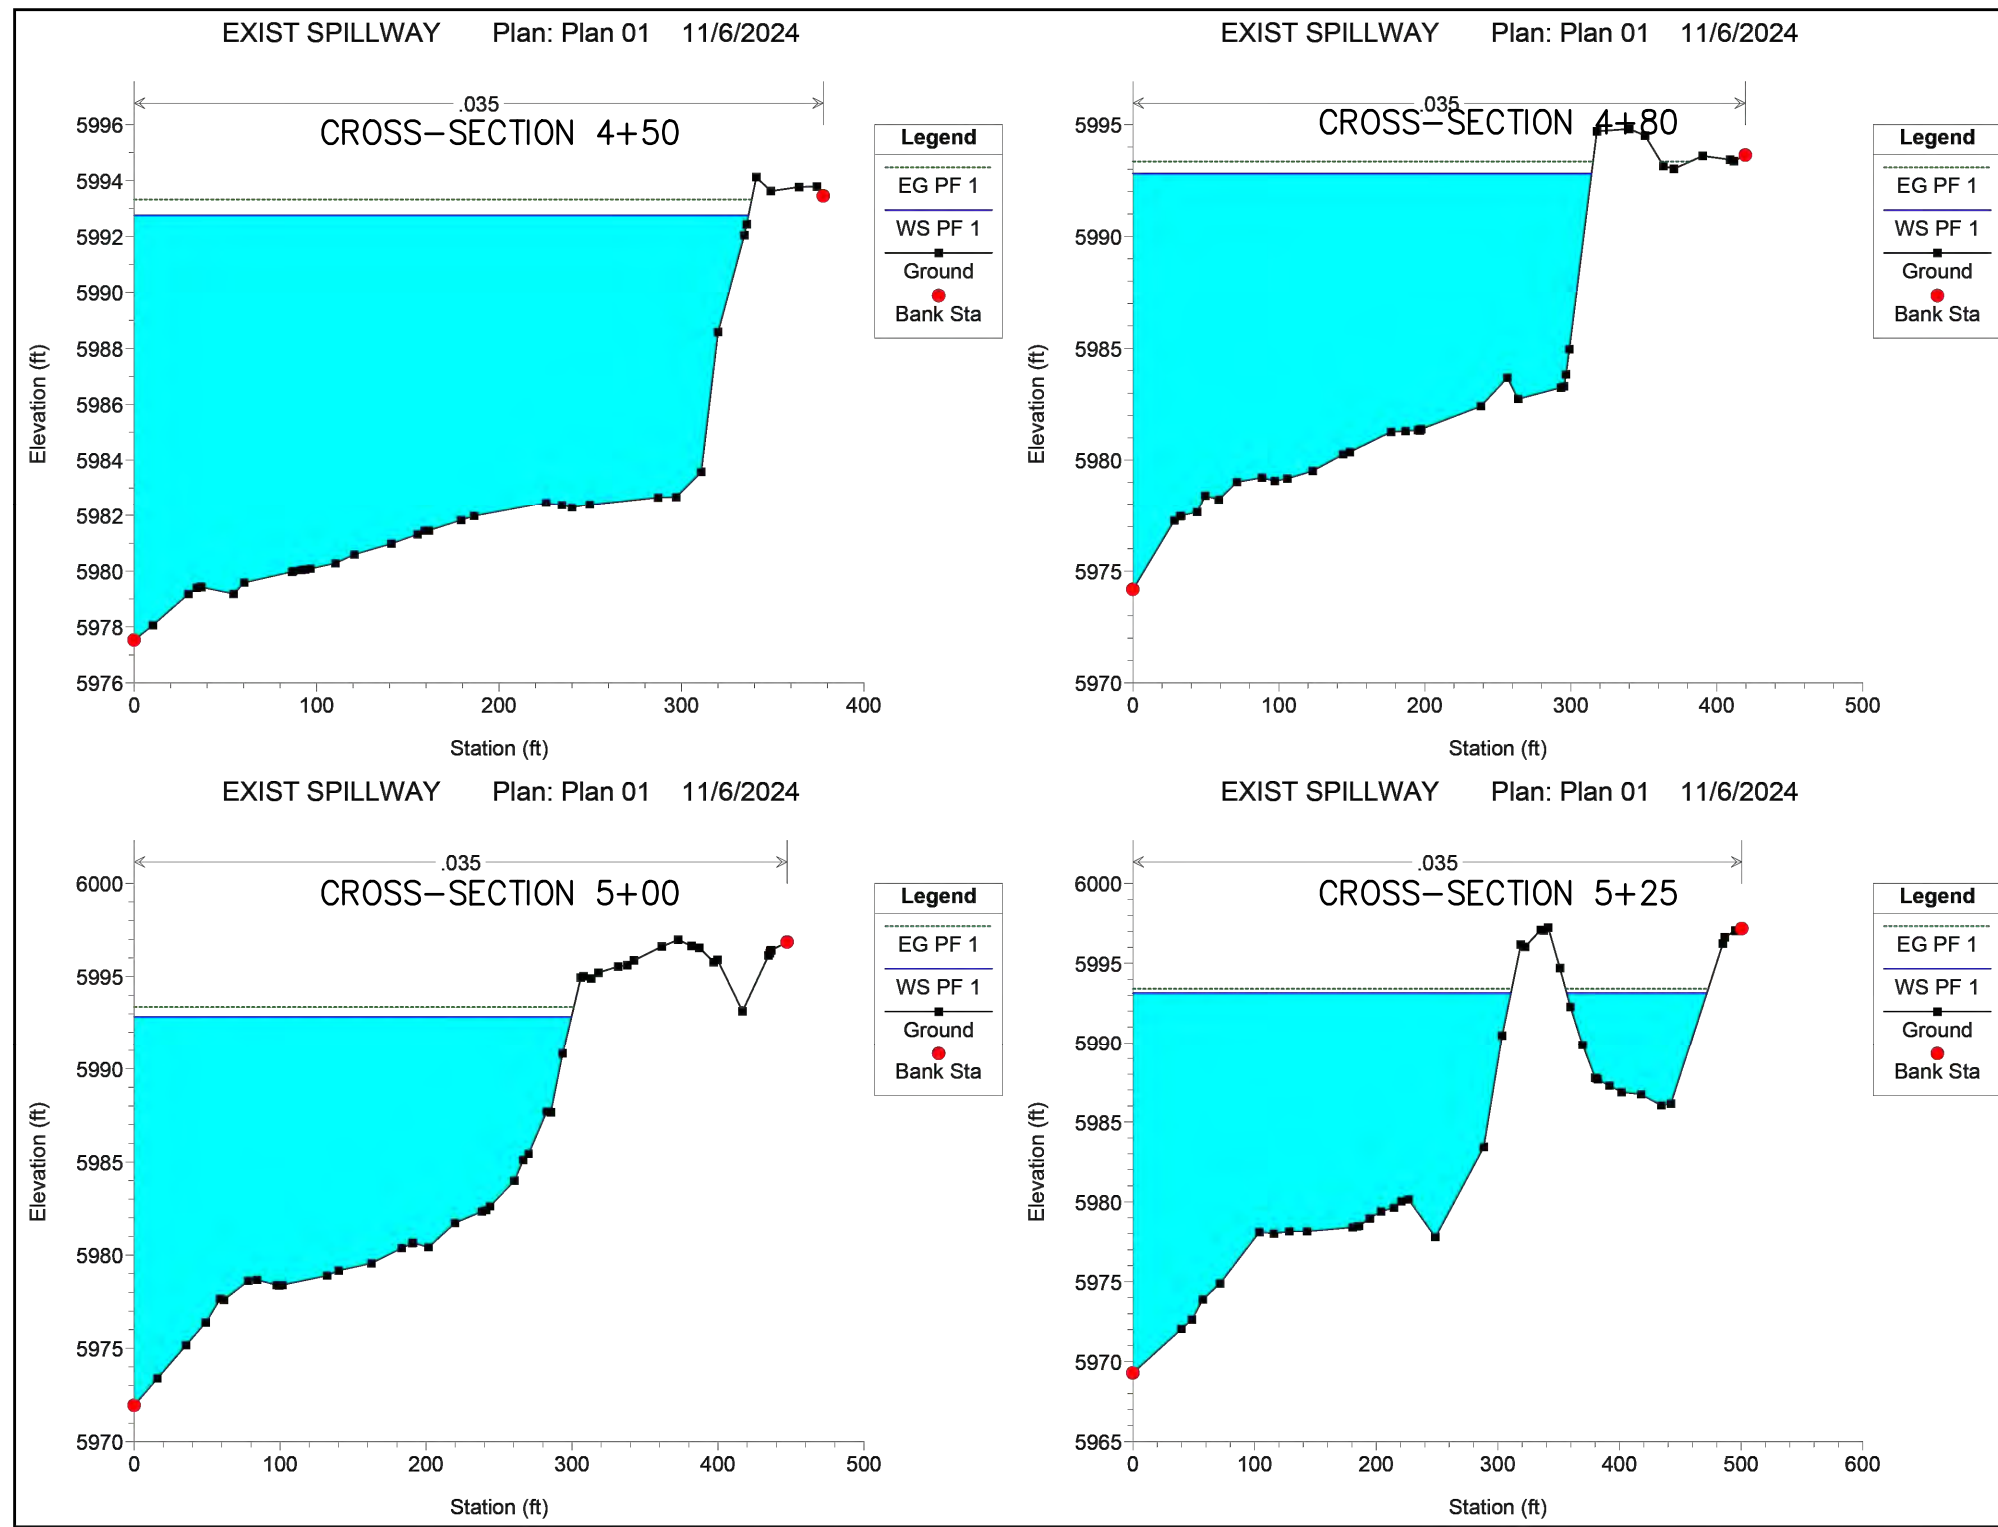 EXIST SPILLWAY Plan: Plan 01 11/6/2024
.035
CROSS-SECTION 4+50
5996
5994
5992
5990
5988
5986
5984
5982
5980
5978
5976
Elevation (ft)
0 100 200 300 400
Station (ft)
Legend
EG PF 1
WS PF 1
Ground
Bank Sta
EXIST SPILLWAY Plan: Plan 01 11/6/2024
.035
CROSS-SECTION 4+80
5995
5990
5985
5980
5975
5970
Elevation (ft)
0 100 200 300 400 500
Station (ft)
Legend
EG PF 1
WS PF 1
Ground
Bank Sta
EXIST SPILLWAY Plan: Plan 01 11/6/2024
.035
CROSS-SECTION 5+00
6000
5995
5990
5985
5980
5975
5970
Elevation (ft)
0 100 200 300 400 500
Station (ft)
Legend
EG PF 1
WS PF 1
Ground
Bank Sta
EXIST SPILLWAY Plan: Plan 01 11/6/2024
.035
CROSS-SECTION 5+25
6000
5995
5990
5985
5980
5975
5970
5965
Elevation (ft)
0 100 200 300 400 500 600
Station (ft)
Legend
EG PF 1
WS PF 1
Ground
Bank Sta